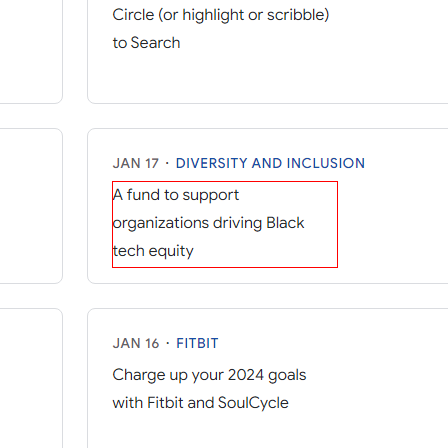 Circle (or highlight or scribble)
to Search
JAN 17 · DIVERSITY AND INCLUSION
A fund to support
organizations driving Black
tech equity
JAN 16 · FITBIT
Charge up your 2024 goals
with Fitbit and SoulCycle